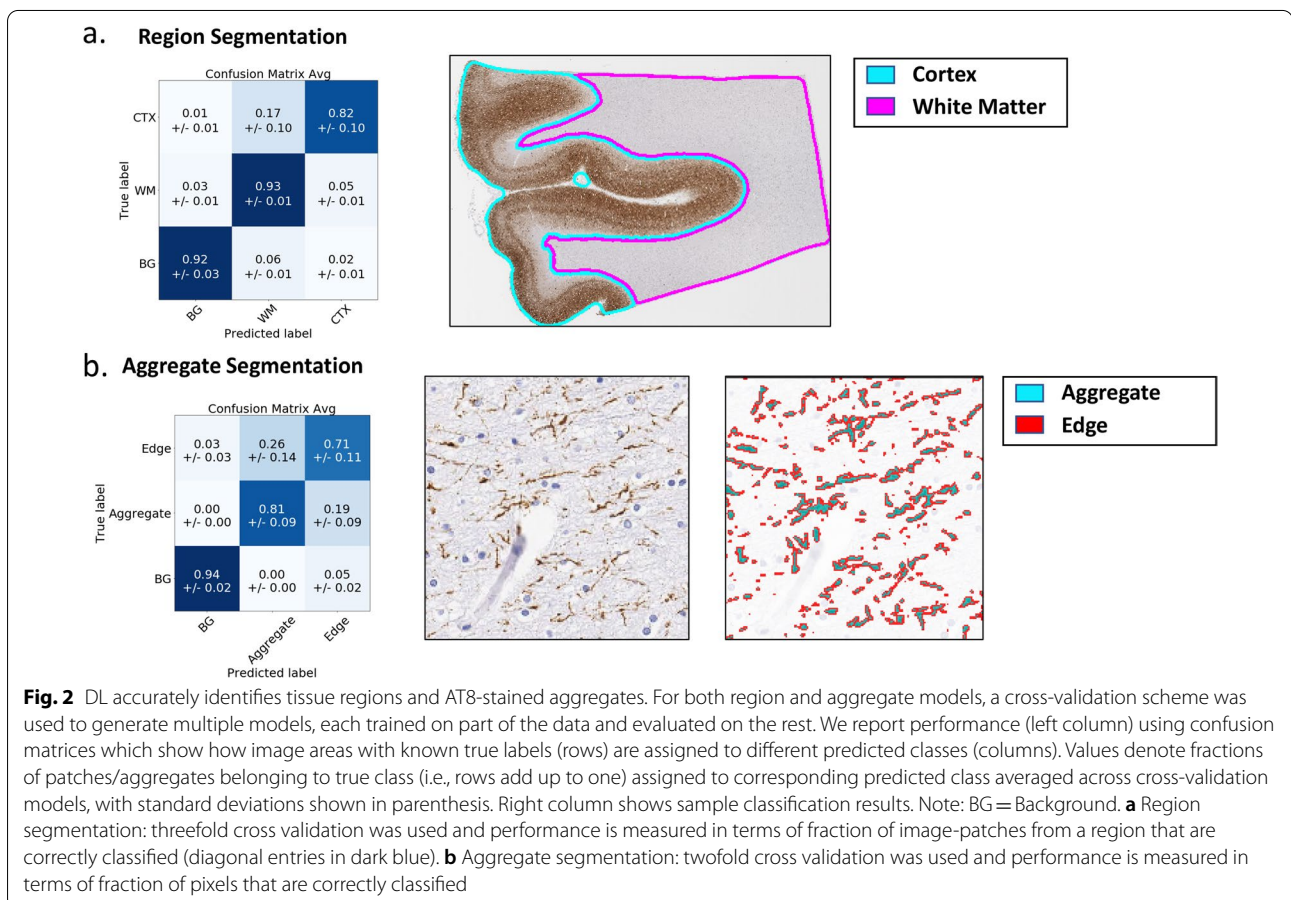 a. Region Segmentation
Confusion Matrix Avg
True label
CTX
0.01 +/- 0.01 0.17 +/- 0.10 0.82 +/- 0.10
WM
0.03 +/- 0.01 0.93 +/- 0.01 0.05 +/- 0.01
BG
0.92 +/- 0.03 0.06 +/- 0.01 0.02 +/- 0.01
BG WM CTX
Predicted label
Cortex
White Matter
b. Aggregate Segmentation
Confusion Matrix Avg
True label
Edge
0.03 +/- 0.03 0.26 +/- 0.14 0.71 +/- 0.11
Aggregate
0.00 +/- 0.00 0.81 +/- 0.09 0.19 +/- 0.09
BG
0.94 +/- 0.02 0.00 +/- 0.00 0.05 +/- 0.02
BG Aggregate Edge
Predicted label
Aggregate
Edge
Fig. 2 DL accurately identifies tissue regions and AT8-stained aggregates. For both region and aggregate models, a cross-validation scheme was
used to generate multiple models, each trained on part of the data and evaluated on the rest. We report performance (left column) using confusion
matrices which show how image areas with known true labels (rows) are assigned to different predicted classes (columns). Values denote fractions
of patches/aggregates belonging to true class (i.e., rows add up to one) assigned to corresponding predicted class averaged across cross-validation
models, with standard deviations shown in parenthesis. Right column shows sample classification results. Note: BG = Background. a Region
segmentation: threefold cross validation was used and performance is measured in terms of fraction of image-patches from a region that are
correctly classified (diagonal entries in dark blue). b Aggregate segmentation: twofold cross validation was used and performance is measured in
terms of fraction of pixels that are correctly classified